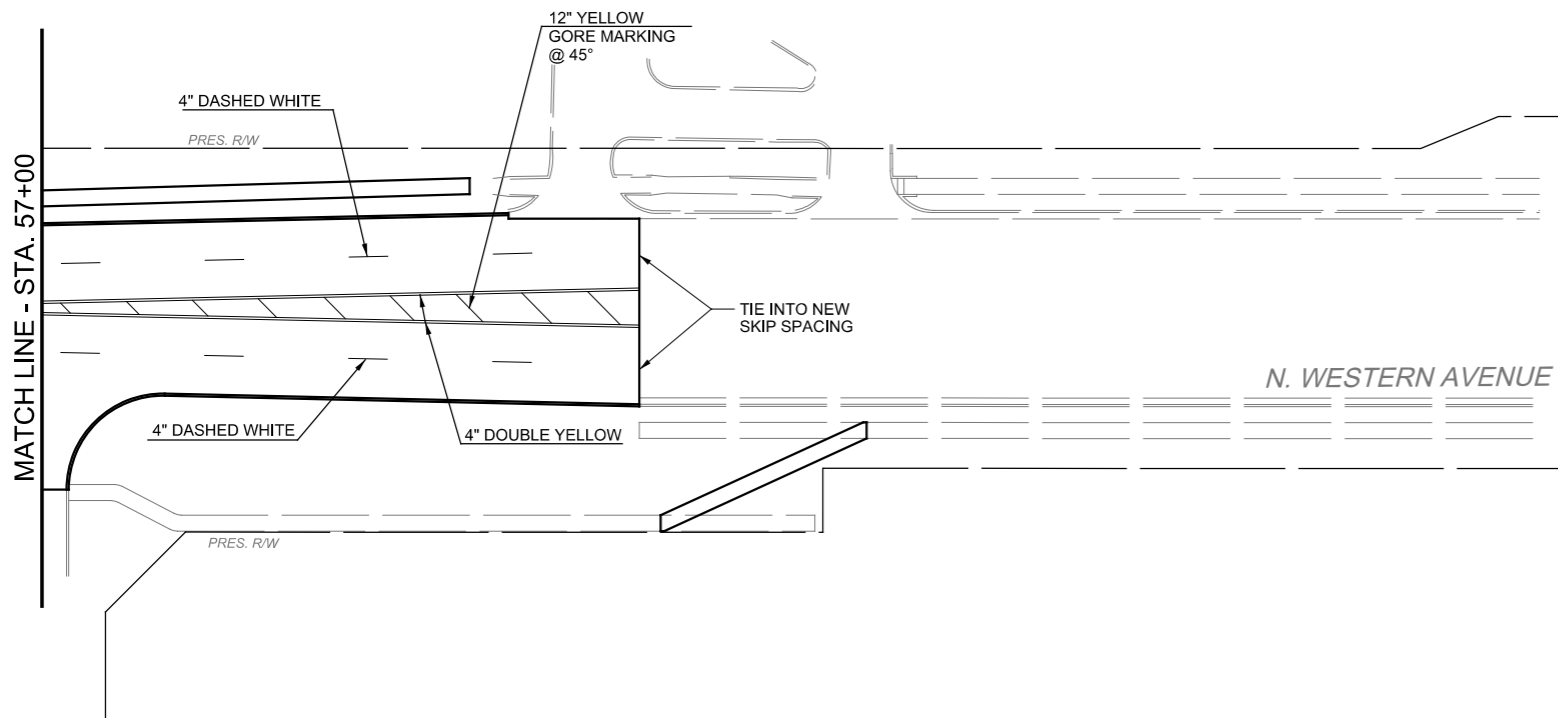 12" YELLOW
GORE MARKING
@ 45°
4" DASHED WHITE
PRES. R/W
MATCH LINE - STA. 57+00
TIE INTO NEW
SKIP SPACING
N. WESTERN AVENUE
4" DASHED WHITE
4" DOUBLE YELLOW
PRES. R/W